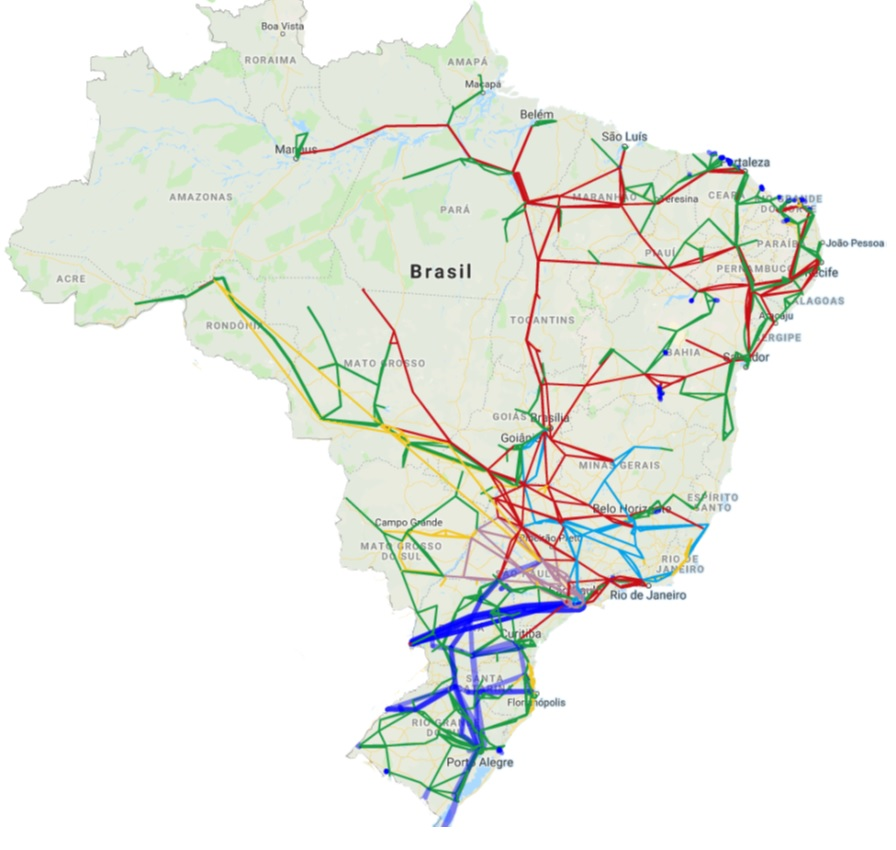 Boa Vista
RORAIMA
AMAPÁ
Macapá
Belém
São Luís
Manaus
AMAZONAS
PARÁ
MARANHÃO
Teresina
CEARÁ
PARAÍBA
João Pessoa
PIAUÍ
PERNAMBUCO
Recife
Brasil
ACRE
ALAGOAS
TOCANTINS
Aracaju
SERGIPE
RONDÔNIA
BAHIA
Salvador
MATO GROSSO
GOIÁS
Brasília
Goiânia
MINAS GERAIS
ESPÍRITO
SANTO
Belo Horizonte
Campo Grande
MATO GROSSO
DO SUL
RIO DE
JANEIRO
Rio de Janeiro
Curitiba
SANTA
Florianópolis
Porto Alegre